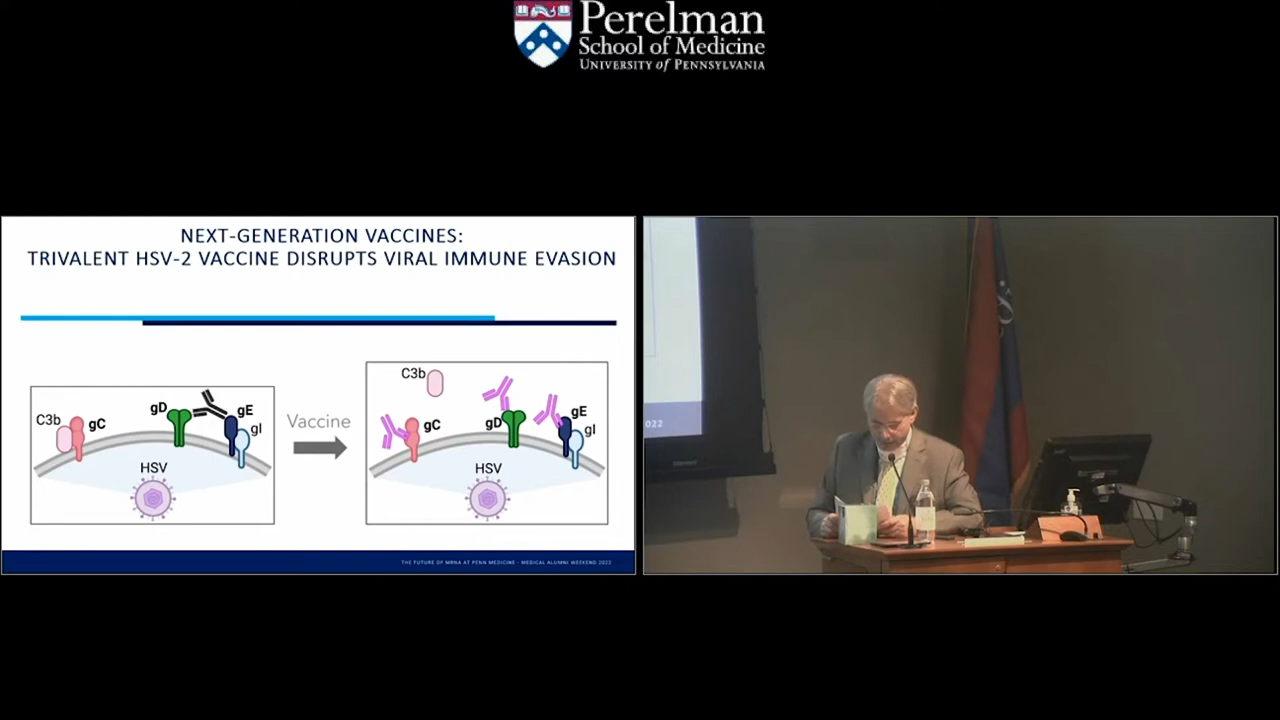 Perelman
School of Medicine
UNIVERSITY of PENNSYLVANIA
NEXT-GENERATION VACCINES:
TRIVALENT HSV-2 VACCINE DISRUPTS VIRAL IMMUNE EVASION
C3b
gC
gD
gE
gI
HSV
Vaccine
C3b
gC
gD
gE
gI
HSV
THE FUTURE OF MRNA AT PENN MEDICINE - MEDICAL ALUMNI WEEKEND 2022
022